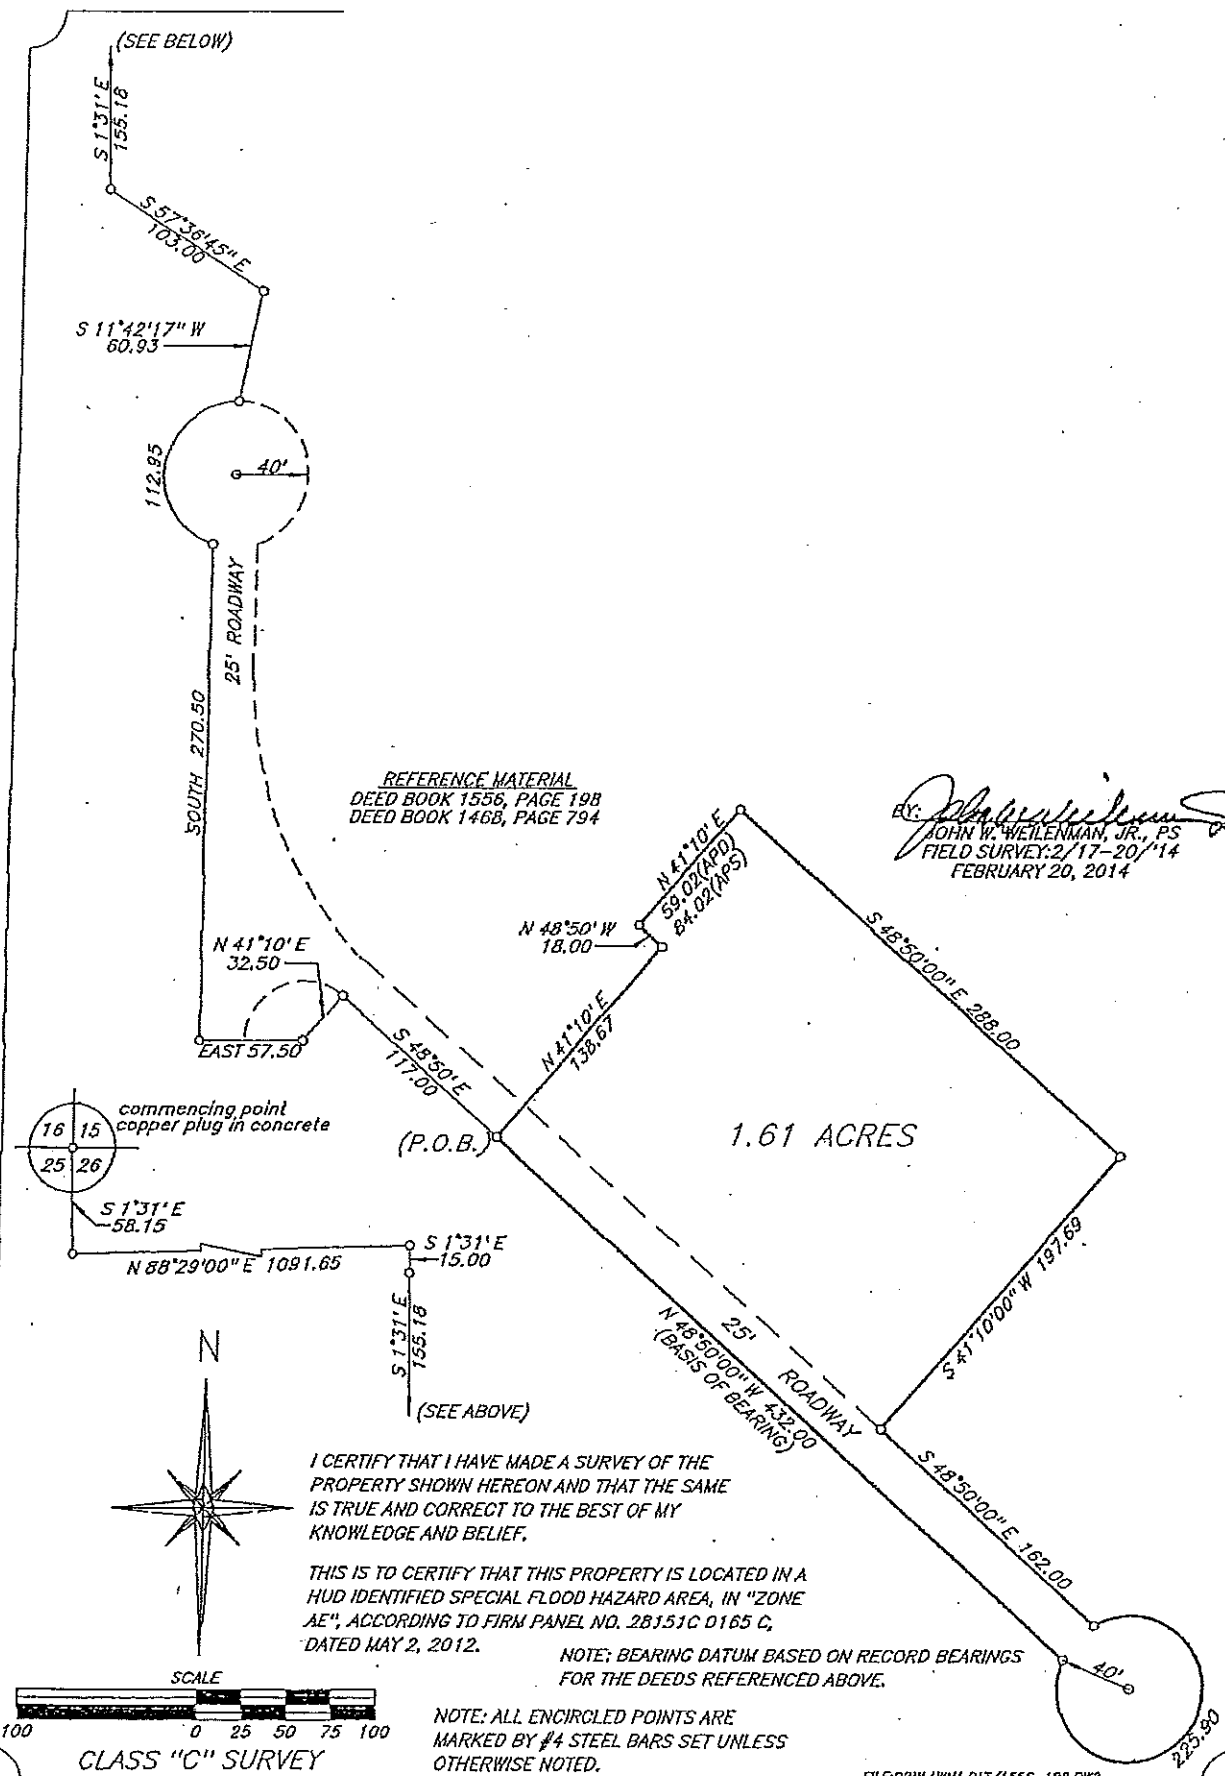 (SEE BELOW)
S 1°31' E
155.18
S 57°36'45" E
103.00
S 11°42'17" W
60.93
112.95
40'
25' ROADWAY
SOUTH 270.50
REFERENCE MATERIAL
DEED BOOK 1556, PAGE 198
DEED BOOK 1468, PAGE 794
BY:
JOHN W. WEILENMAN, JR., PS
FIELD SURVEY:2/17-20/'14
FEBRUARY 20, 2014
N 41°10' E
59.02(APD)
84.02(APS)
N 48°50' W
18.00
N 41°10' E
32.50
S 48°50'00" E 288.00
N 41°10' E
138.67
EAST 57.50
S 48°50' E
117.00
commencing point
copper plug in concrete
16 15
25 26
(P.O.B.)
1.61 ACRES
S 1°31' E
58.15
N 88°29'00" E 1091.65
S 1°31' E
15.00
S 1°31' E
155.18
(SEE ABOVE)
S 41°10'00" W 197.69
25' ROADWAY
N 48°50'00" W 432.00
(BASIS OF BEARING)
N
S 48°50'00" E 162.00
I CERTIFY THAT I HAVE MADE A SURVEY OF THE
PROPERTY SHOWN HEREON AND THAT THE SAME
IS TRUE AND CORRECT TO THE BEST OF MY
KNOWLEDGE AND BELIEF.
THIS IS TO CERTIFY THAT THIS PROPERTY IS LOCATED IN A
HUD IDENTIFIED SPECIAL FLOOD HAZARD AREA, IN "ZONE
AE", ACCORDING TO FIRM PANEL NO. 28151C 0165 C,
DATED MAY 2, 2012.
NOTE: BEARING DATUM BASED ON RECORD BEARINGS
FOR THE DEEDS REFERENCED ABOVE.
40'
225.90
SCALE
100 0 25 50 75 100
CLASS "C" SURVEY
NOTE: ALL ENCIRCLED POINTS ARE
MARKED BY #4 STEEL BARS SET UNLESS
OTHERWISE NOTED.